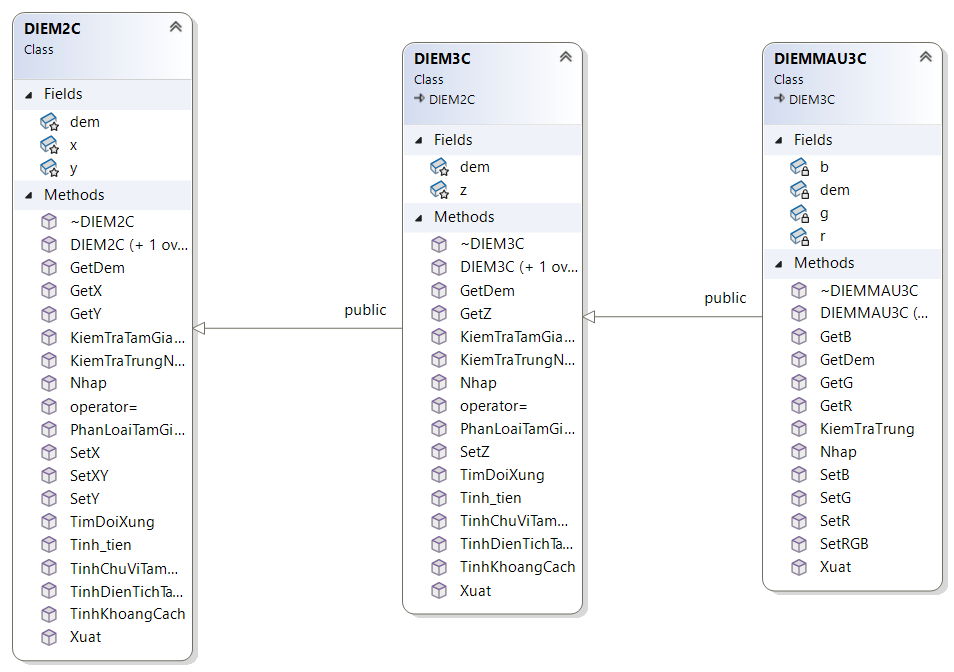 DIEM2C
Class
Fields
dem
x
y
Methods
~DIEM2C
DIEM2C (+ 1 ov...
GetDem
GetX
GetY
KiemTraTamGia...
KiemTraTrungN...
Nhap
operator=
PhanLoaiTamGi...
SetX
SetXY
SetY
TimDoiXung
Tinh_tien
TinhChuViTam...
TinhDienTichTa...
TinhKhoangCach
Xuat
public
DIEM3C
Class
DIEM2C
Fields
dem
z
Methods
~DIEM3C
DIEM3C (+ 1 ov...
GetDem
GetZ
KiemTraTamGia...
KiemTraTrungN...
Nhap
operator=
PhanLoaiTamGi...
SetZ
TimDoiXung
Tinh_tien
TinhChuViTam...
TinhDienTichTa...
TinhKhoangCach
Xuat
public
DIEMMAU3C
Class
DIEM3C
Fields
b
dem
g
r
Methods
~DIEMMAU3C
DIEMMAU3C (...
GetB
GetDem
GetG
GetR
KiemTraTrung
Nhap
SetB
SetG
SetR
SetRGB
Xuat